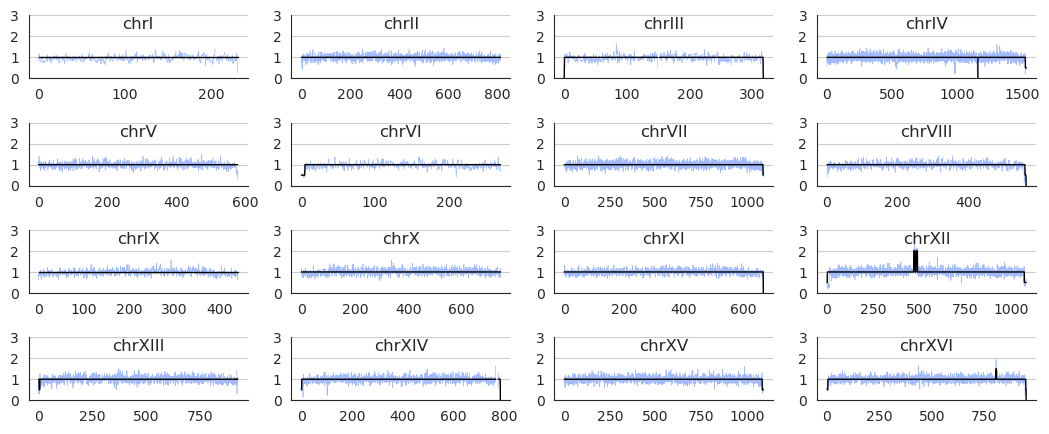 3 chrI 3 chrII 3 chrIII 3 chrIV
2 2 2 2
1 1 1 1
0 0 0 0
0 100 200 0 200 400 600 800 0 100 200 300 0 500 1000 1500
3 chrV 3 chrVI 3 chrVII 3 chrVIII
2 2 2 2
1 1 1 1
0 0 0 0
0 200 400 600 0 100 200 0 250 500 750 1000 0 200 400
3 chrIX 3 chrX 3 chrXI 3 chrXII
2 2 2 2
1 1 1 1
0 0 0 0
0 100 200 300 400 0 200 400 600 0 200 400 600 0 250 500 750 1000
3 chrXIII 3 chrXIV 3 chrXV 3 chrXVI
2 2 2 2
1 1 1 1
0 0 0 0
0 250 500 750 0 200 400 600 800 0 250 500 750 1000 0 250 500 750